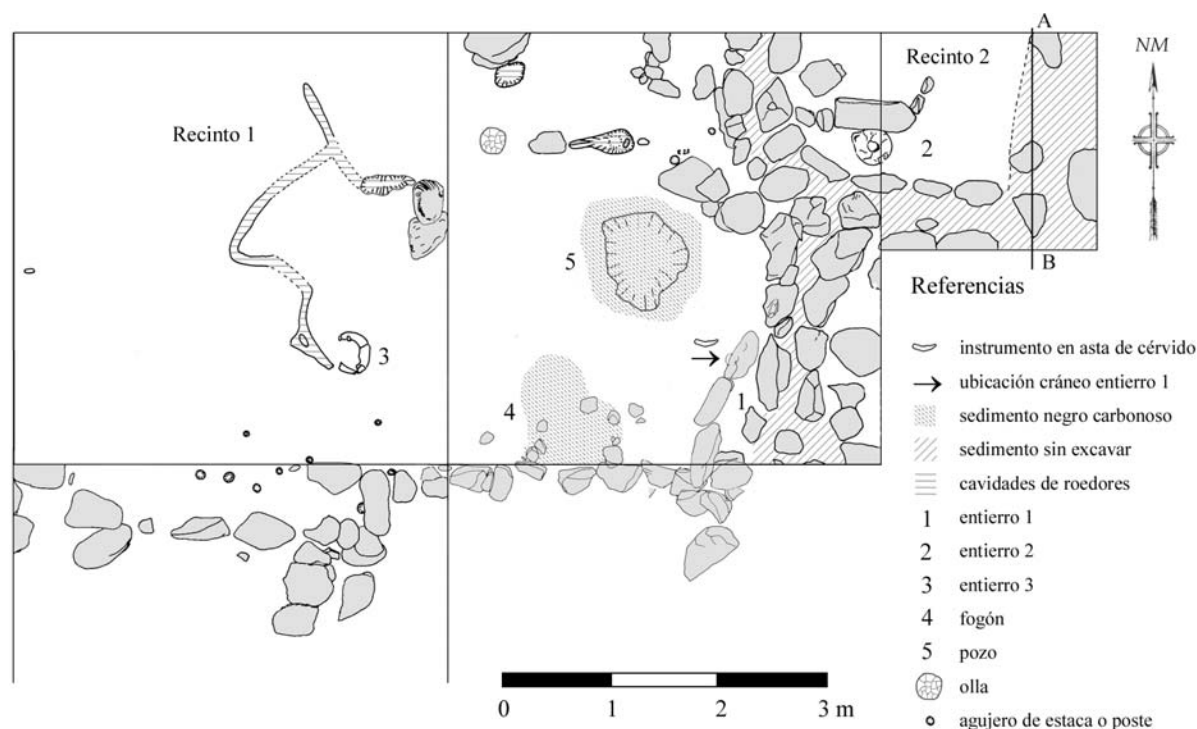 A
NM
Recinto 2
Recinto 1
2
5
B
Referencias
3
instrumento en asta de cérvido
ubicación cráneo entierro 1
4
1
sedimento negro carbonoso
sedimento sin excavar
cavidades de roedores
1 entierro 1
2 entierro 2
3 entierro 3
4 fogón
5 pozo
olla
agujero de estaca o poste
0 1 2 3 m